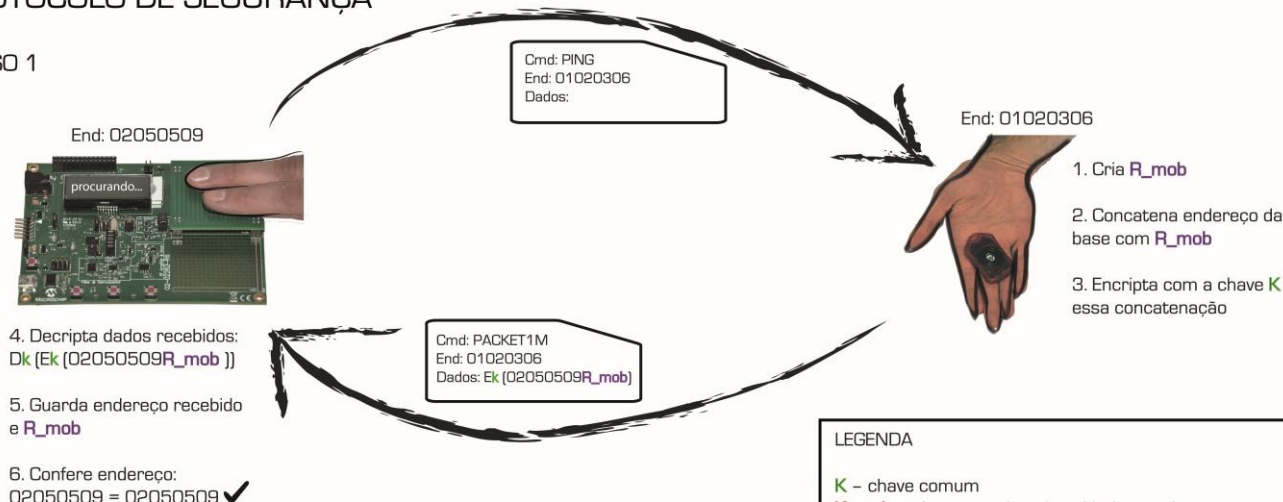 End: 02050509
procurando...
MICROCHIP
Cmd: PING
End: 01020306
Dados:
End: 01020306
1. Cria R_mob
2. Concatena endereço da
base com R_mob
3. Encripta com a chave K
essa concatenação
Cmd: PACKET1M
End: 01020306
Dados: Ek (02050509R_mob)
4. Decripta dados recebidos:
Dk (Ek (02050509R_mob ))
5. Guarda endereço recebido
e R_mob
6. Confere endereço:
02050509 = 02050509 ✓
LEGENDA
K – chave comum